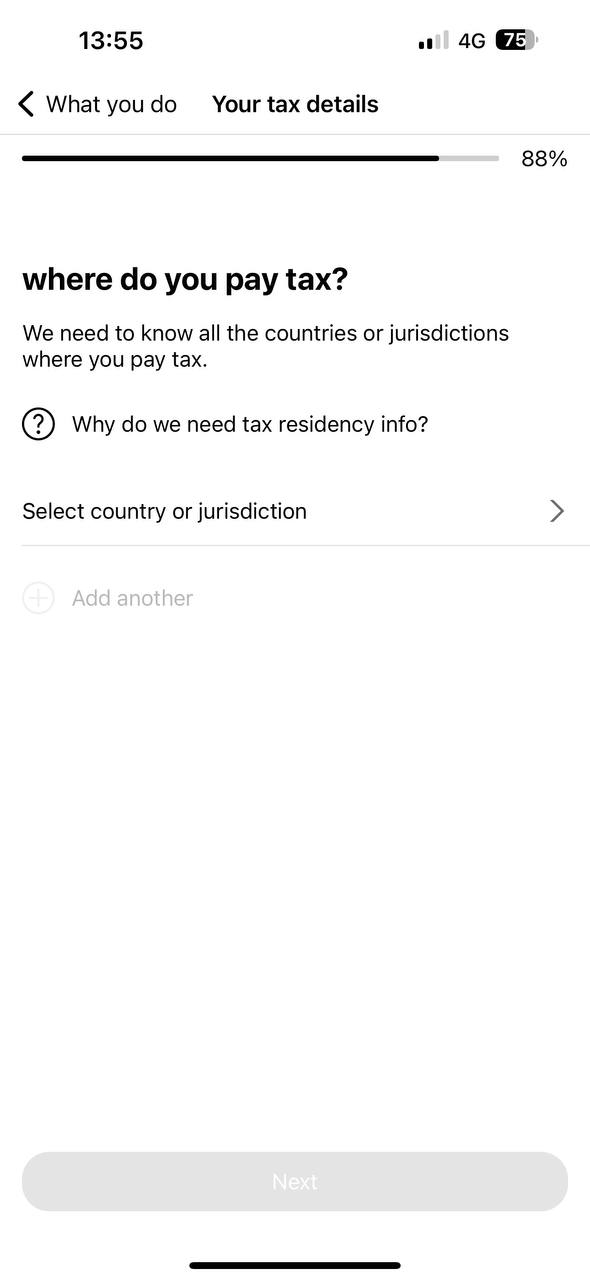 13:55
4G
75
What you do
Your tax details
88%
where do you pay tax?
We need to know all the countries or jurisdictions
where you pay tax.
? Why do we need tax residency info?
Select country or jurisdiction
Add another
Next